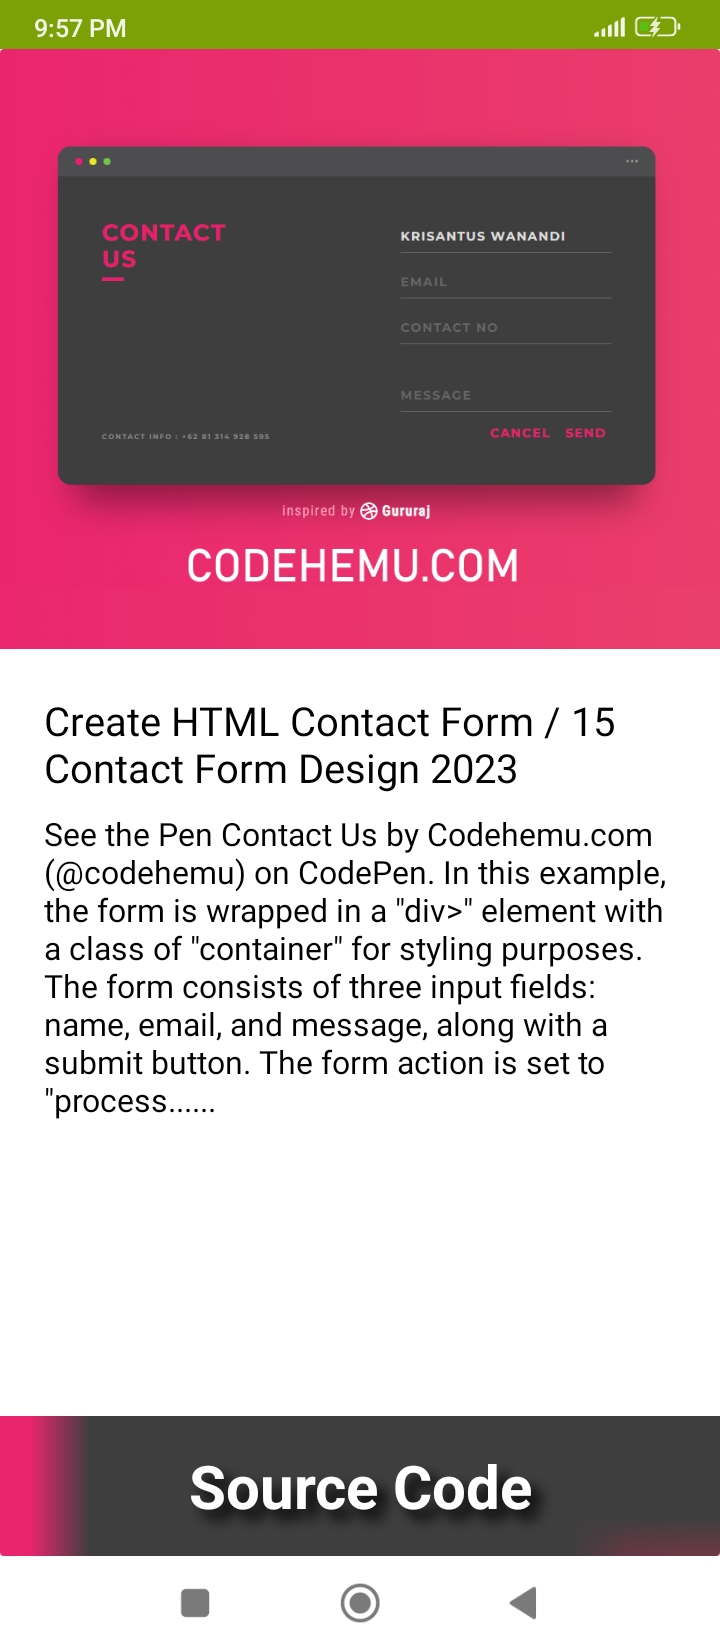 9:57 PM
CONTACT
US
KRISANTUS WANANDI
EMAIL
CONTACT NO
MESSAGE
CONTACT INFO : +62 81 314 928 595
CANCEL SEND
inspired by Gururaj
CODEHEMU.COM
Create HTML Contact Form / 15
Contact Form Design 2023
See the Pen Contact Us by Codehemu.com
(@codehemu) on CodePen. In this example,
the form is wrapped in a "div>" element with
a class of "container" for styling purposes.
The form consists of three input fields:
name, email, and message, along with a
submit button. The form action is set to
"process......
Source Code